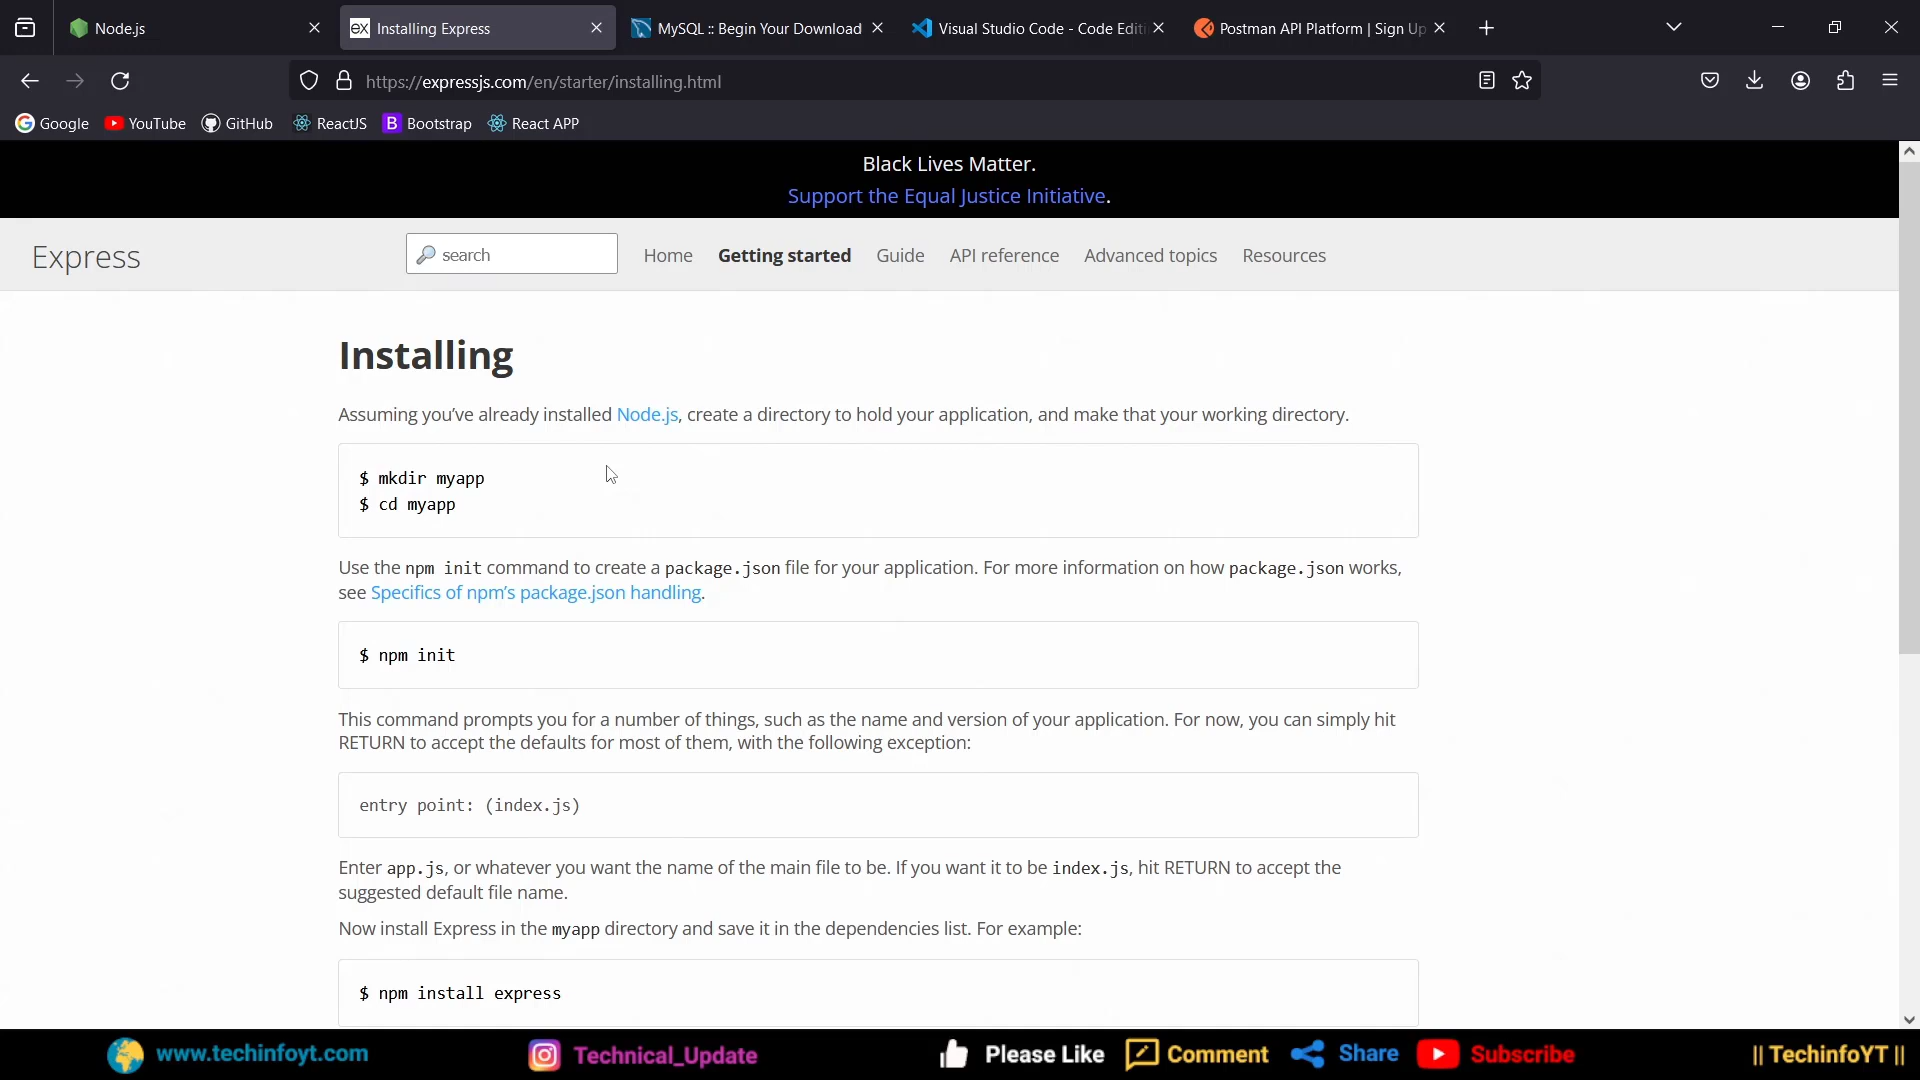 Node.js
Installing Express
MySQL :: Begin Your Download
Visual Studio Code - Code Editi
Postman API Platform | Sign Up
https://expressjs.com/en/starter/installing.html
Google YouTube GitHub ReactJS Bootstrap React APP
Black Lives Matter.
Support the Equal Justice Initiative.
Express
search
Home Getting started Guide API reference Advanced topics Resources
Installing
Assuming you’ve already installed Node.js, create a directory to hold your application, and make that your working directory.
$ mkdir myapp
$ cd myapp
Use the npm init command to create a package.json file for your application. For more information on how package.json works,
see Specifics of npm’s package.json handling.
$ npm init
This command prompts you for a number of things, such as the name and version of your application. For now, you can simply hit
RETURN to accept the defaults for most of them, with the following exception:
entry point: (index.js)
Enter app.js, or whatever you want the name of the main file to be. If you want it to be index.js, hit RETURN to accept the
suggested default file name.
Now install Express in the myapp directory and save it in the dependencies list. For example:
$ npm install express
www.techinfoyt.com Technical_Update Please Like Comment Share Subscribe || TechinfoYT ||